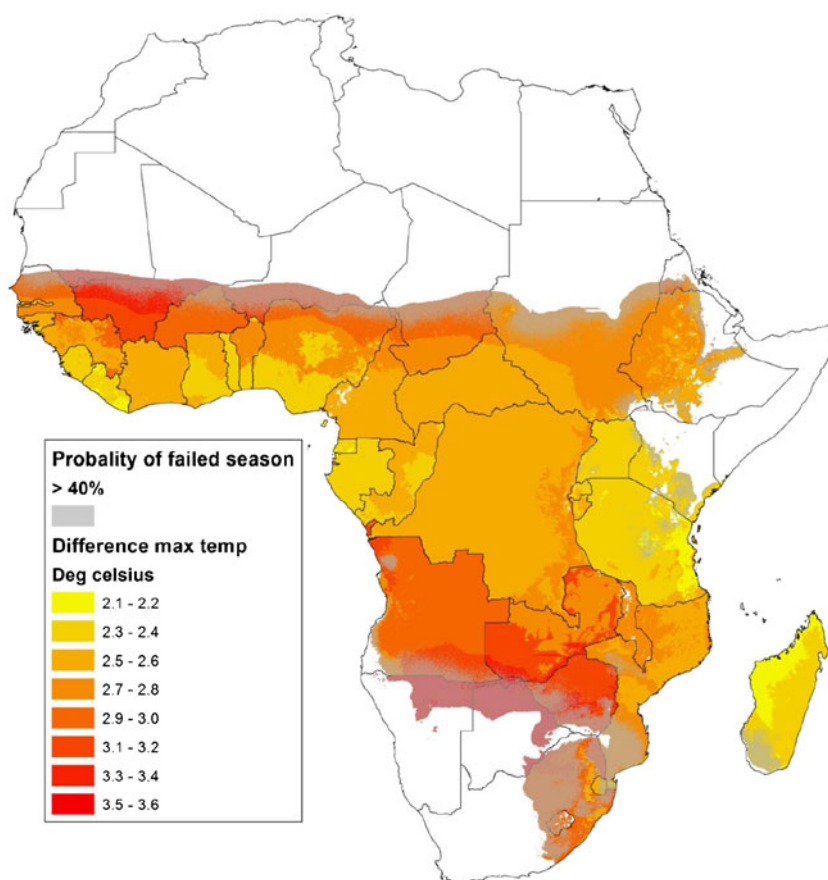 Probality of failed season
> 40%
Difference max temp
Deg celsius
2.1 - 2.2
2.3 - 2.4
2.5 - 2.6
2.7 - 2.8
2.9 - 3.0
3.1 - 3.2
3.3 - 3.4
3.5 - 3.6